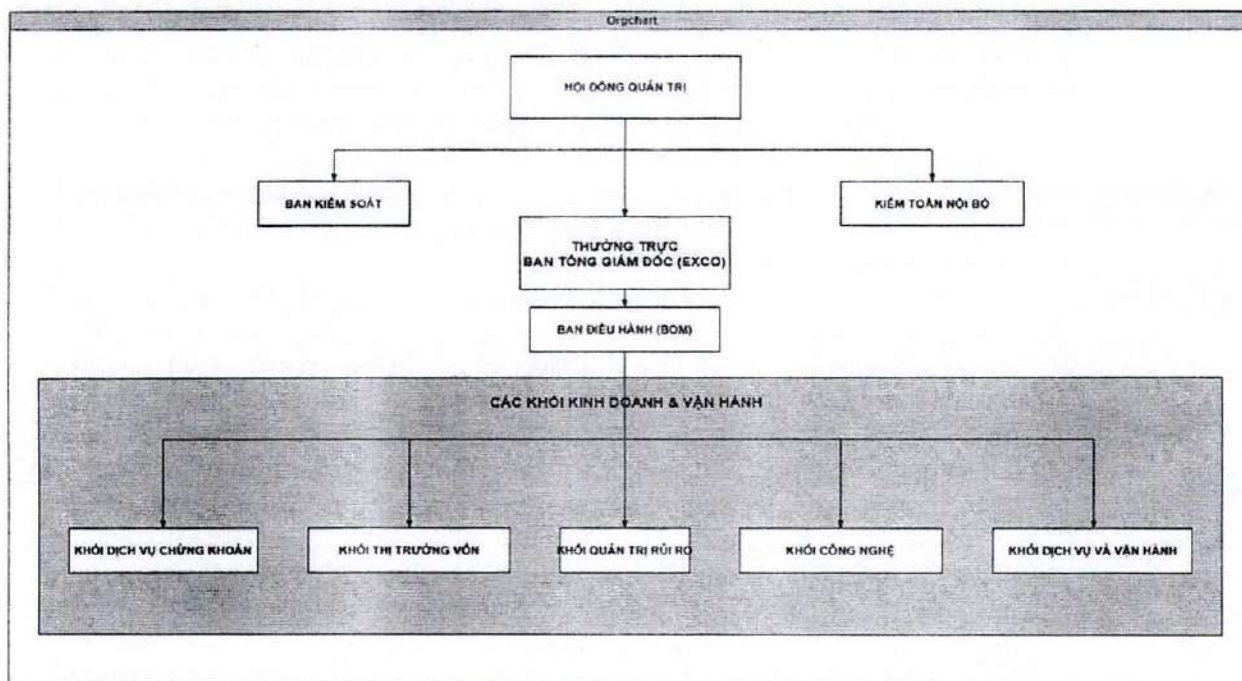 Orgchart
HỘI ĐỒNG QUẢN TRỊ
BAN KIỂM SOÁT
KIỂM TOÁN NỘI BỘ
THƯỜNG TRỰC
BAN TỔNG GIÁM ĐỐC (EXCO)
BAN ĐIỀU HÀNH (BOM)
CÁC KHỐI KINH DOANH & VẬN HÀNH
KHỐI DỊCH VỤ CHỨNG KHOÁN
KHỐI THỊ TRƯỜNG VỐN
KHỐI QUẢN TRỊ RỦI RO
KHỐI CÔNG NGHỆ
KHỐI DỊCH VỤ VÀ VẬN HÀNH